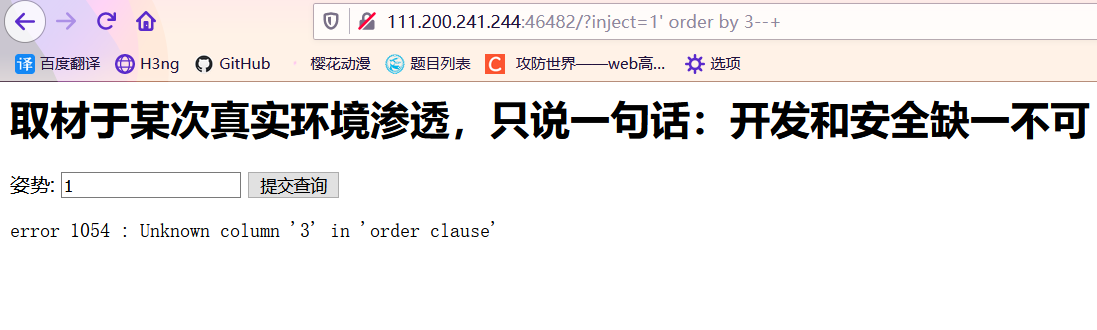 111.200.241.244:46482/?inject=1' order by 3--+
译 百度翻译 H3ng GitHub 樱花动漫 题目列表 C 攻防世界——web高... 选项
取材于某次真实环境渗透，只说一句话：开发和安全缺一不可
姿势: 1 提交查询
error 1054 : Unknown column '3' in 'order clause'